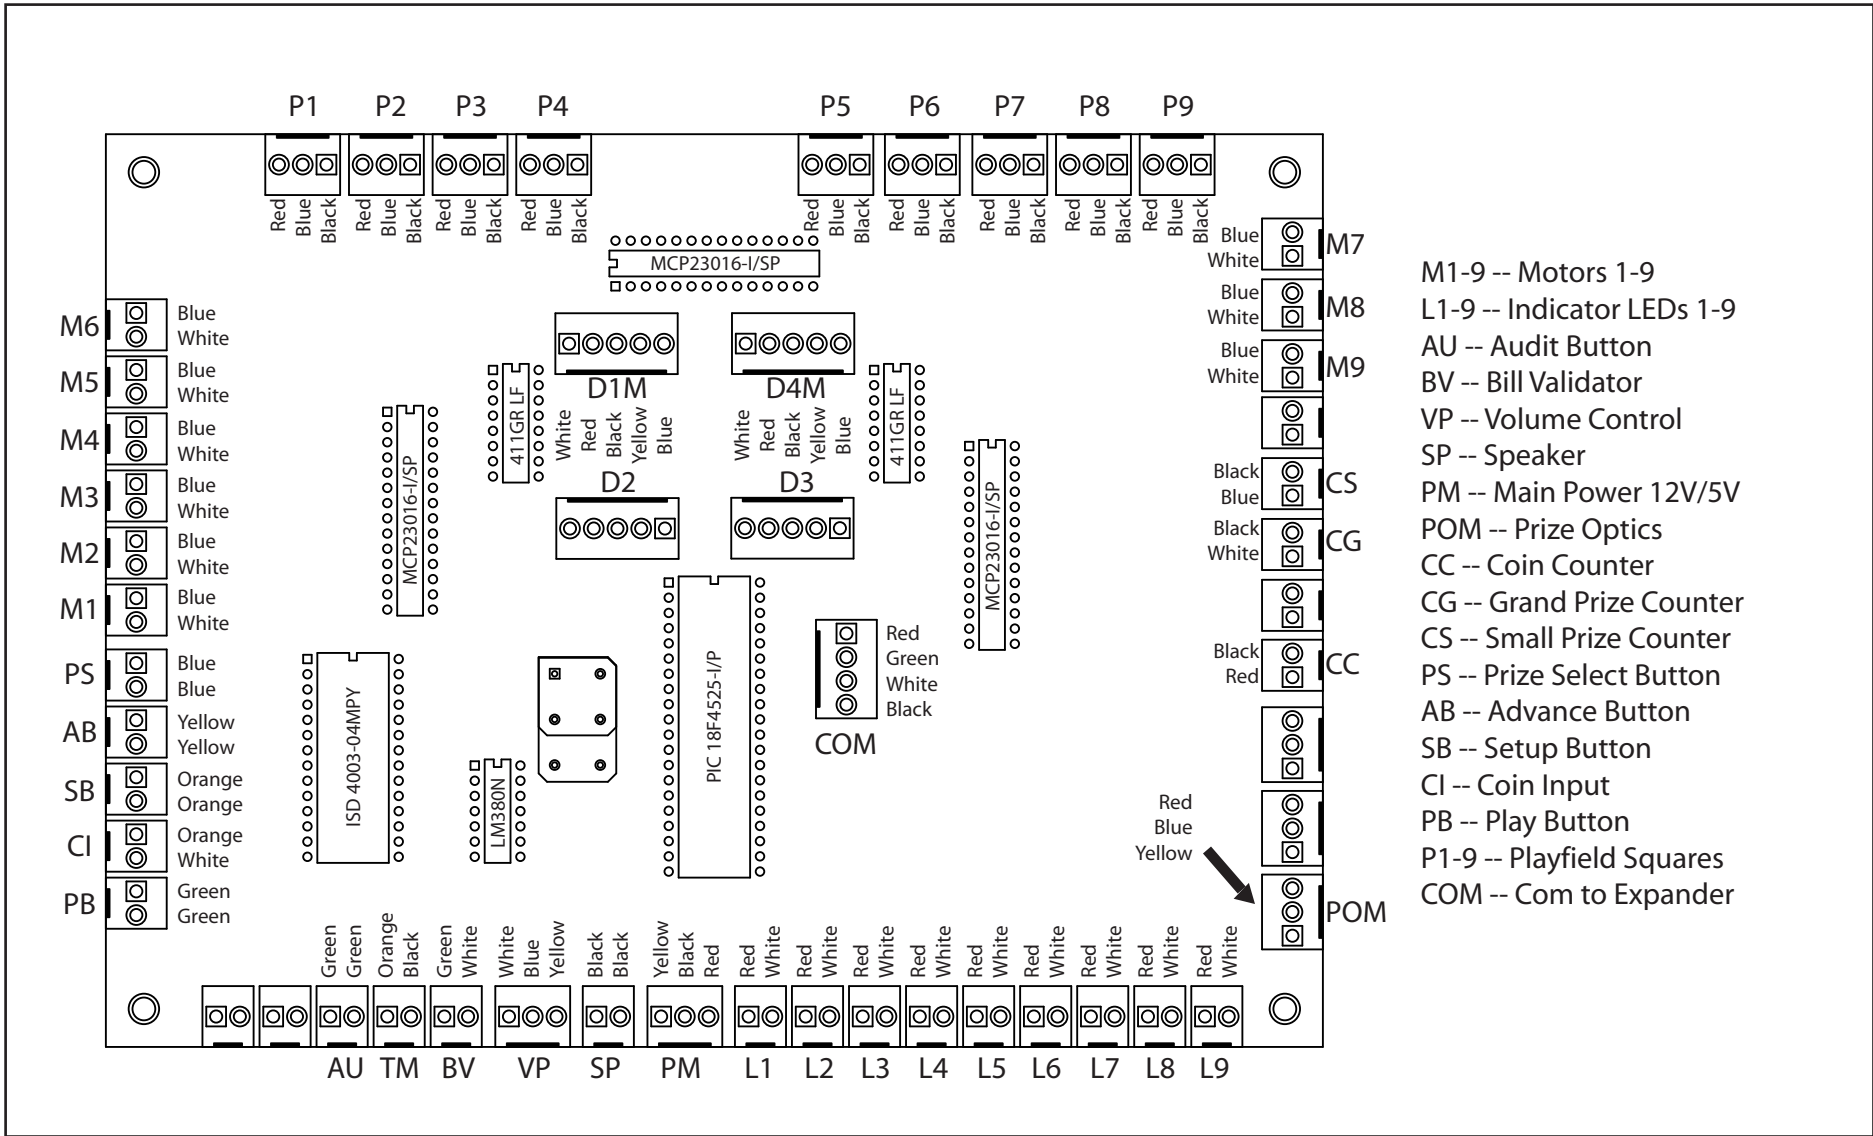 P1 P2 P3 P4 P5 P6 P7 P8 P9
Red Blue Black Red Blue Black Red Blue Black Red Blue Black Red Blue Black Red Blue Black Red Blue Black Red Blue Black Red Blue Black
MCP23016-I/SP
M6
Blue
White
M5
Blue
White
M4
Blue
White
M3
Blue
White
M2
Blue
White
M1
Blue
White
PS
Blue
Blue
AB
Yellow
Yellow
SB
Orange
Orange
CI
Orange
White
PB
Green
Green
MCP23016-I/SP
411GR LF
D1M
White Red Black Yellow Blue
D2
D4M
White Red Black Yellow Blue
D3
411GR LF
MCP23016-I/SP
ISD 4003-04MPY
LM380N
PIC 18F4525-I/P
Red
Green
White
Black
COM
Blue
White
M7
Blue
White
M8
Blue
White
M9
Black
Blue
CS
Black
White
CG
Black
Red
CC
Red
Blue
Yellow
POM
Green Green Orange Black Green White White Blue Yellow Black Black Yellow Black Red Red White Red White Red White Red White Red White Red White Red White Red White Red White
AU TM BV VP SP PM L1 L2 L3 L4 L5 L6 L7 L8 L9
M1-9 -- Motors 1-9
L1-9 -- Indicator LEDs 1-9
AU -- Audit Button
BV -- Bill Validator
VP -- Volume Control
SP -- Speaker
PM -- Main Power 12V/5V
POM -- Prize Optics
CC -- Coin Counter
CG -- Grand Prize Counter
CS -- Small Prize Counter
PS -- Prize Select Button
AB -- Advance Button
SB -- Setup Button
CI -- Coin Input
PB -- Play Button
P1-9 -- Playfield Squares
COM -- Com to Expander